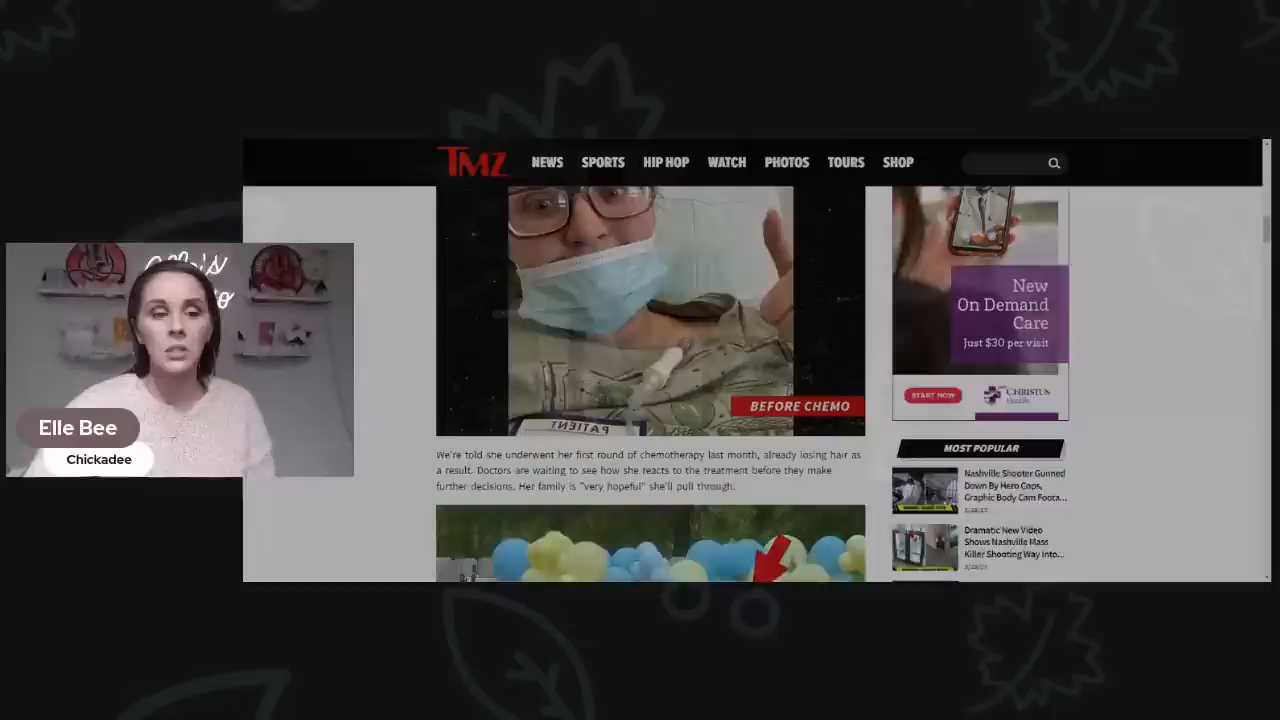 TMZ
NEWS SPORTS HIP HOP WATCH PHOTOS TOURS SHOP
Elle Bee
Chickadee
PATIENT
BEFORE CHEMO
We're told she underwent her first round of chemotherapy last month, already losing hair as
a result. Doctors are waiting to see how she reacts to the treatment before they make
further decisions. Her family is "very hopeful" she'll pull through.
New
On Demand
Care
Just $30 per visit
START NOW
CHRISTUS
Health
MOST POPULAR
Nashville Shooter Gunned
Down By Hero Cops,
Graphic Body Cam Foota...
Dramatic New Video
Shows Nashville Mass
Killer Shooting Way Into...